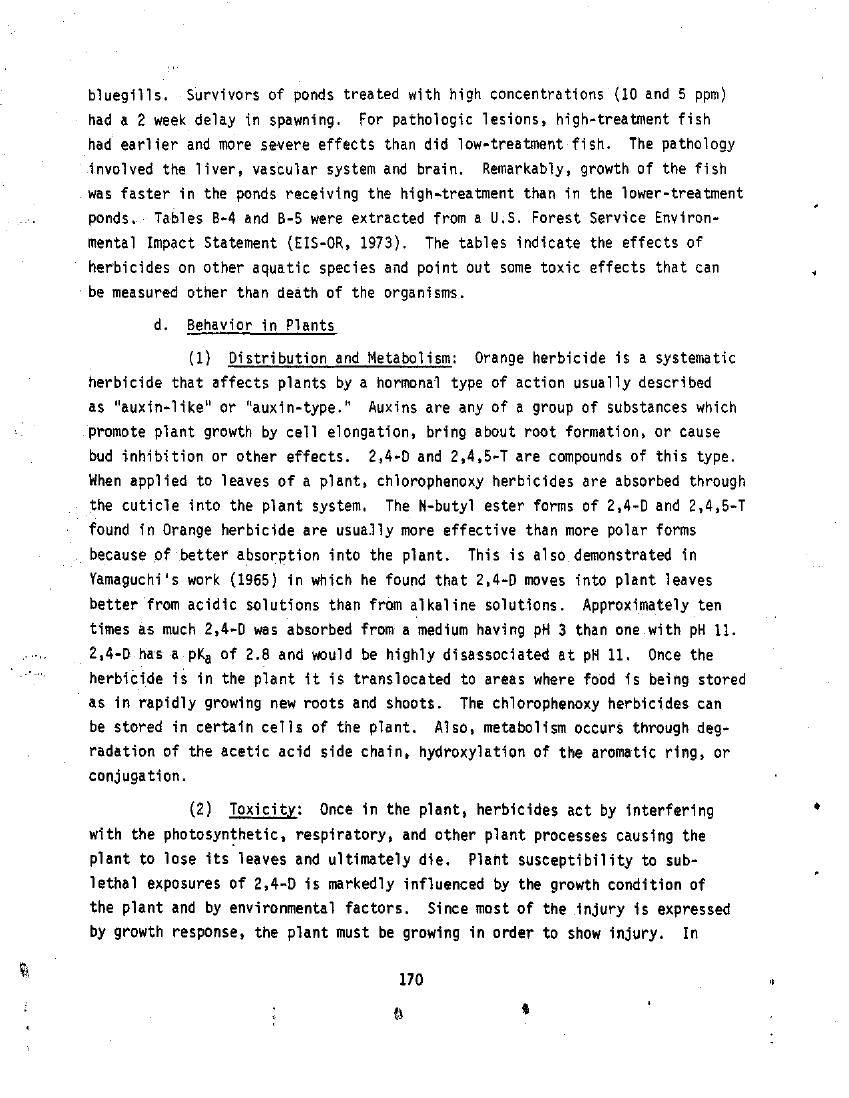 bluegills. Survivors of ponds treated with high concentrations (10 and 5 ppm)
had a 2 week delay in spawning. For pathologic lesions, high-treatment fish
had earlier and more severe effects than did low-treatment fish. The pathology
involved the liver, vascular system and brain. Remarkably, growth of the fish
was faster in the ponds receiving the high-treatment than in the lower-treatment
ponds. Tables B-4 and B-5 were extracted from a U.S. Forest Service Environ-
mental Impact Statement (EIS-OR, 1973). The tables indicate the effects of
herbicides on other aquatic species and point out some toxic effects that can
be measured other than death of the organisms.
d. Behavior in Plants
(1) Distribution and Metabolism: Orange herbicide is a systematic
herbicide that affects plants by a hormonal type of action usually described
as "auxin-like" or "auxin-type." Auxins are any of a group of substances which
promote plant growth by cell elongation, bring about root formation, or cause
bud inhibition or other effects. 2,4-D and 2,4,5-T are compounds of this type.
When applied to leaves of a plant, chlorophenoxy herbicides are absorbed through
the cuticle into the plant system. The N-butyl ester forms of 2,4-D and 2,4,5-T
found in Orange herbicide are usually more effective than more polar forms
because of better absorption into the plant. This is also demonstrated in
Yamaguchi's work (1965) in which he found that 2,4-D moves into plant leaves
better from acidic solutions than from alkaline solutions. Approximately ten
times as much 2,4-D was absorbed from a medium having pH 3 than one with pH 11.
2,4-D has a pKa of 2.8 and would be highly disassociated at pH 11. Once the
herbicide is in the plant it is translocated to areas where food is being stored
as in rapidly growing new roots and shoots. The chlorophenoxy herbicides can
be stored in certain cells of the plant. Also, metabolism occurs through deg-
radation of the acetic acid side chain, hydroxylation of the aromatic ring, or
conjugation.
(2) Toxicity: Once in the plant, herbicides act by interfering
with the photosynthetic, respiratory, and other plant processes causing the
plant to lose its leaves and ultimately die. Plant susceptibility to sub-
lethal exposures of 2,4-D is markedly influenced by the growth condition of
the plant and by environmental factors. Since most of the injury is expressed
by growth response, the plant must be growing in order to show injury. In
170